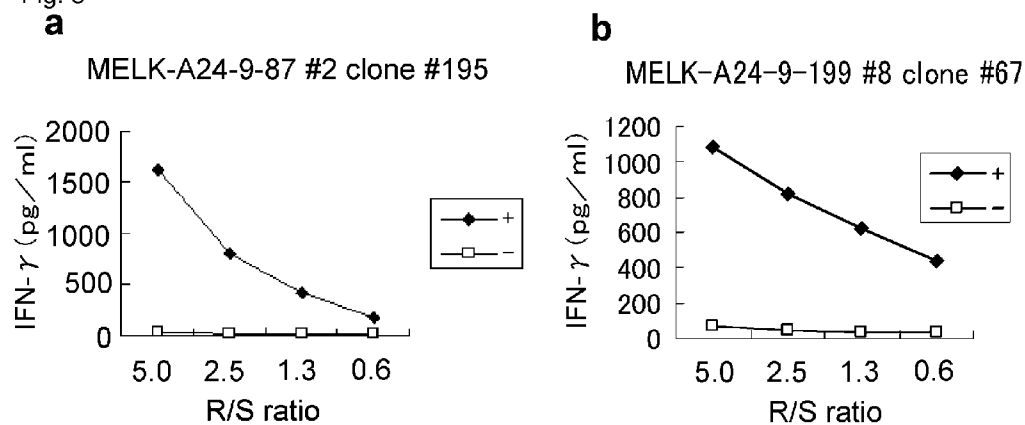 a
MELK-A24-9-87 #2 clone #195
IFN-γ (pg/ml)
2000
1500
1000
500
0
5.0 2.5 1.3 0.6
R/S ratio
+
−
b
MELK-A24-9-199 #8 clone #67
IFN-γ (pg/ml)
1200
1000
800
600
400
200
0
5.0 2.5 1.3 0.6
R/S ratio
+
−